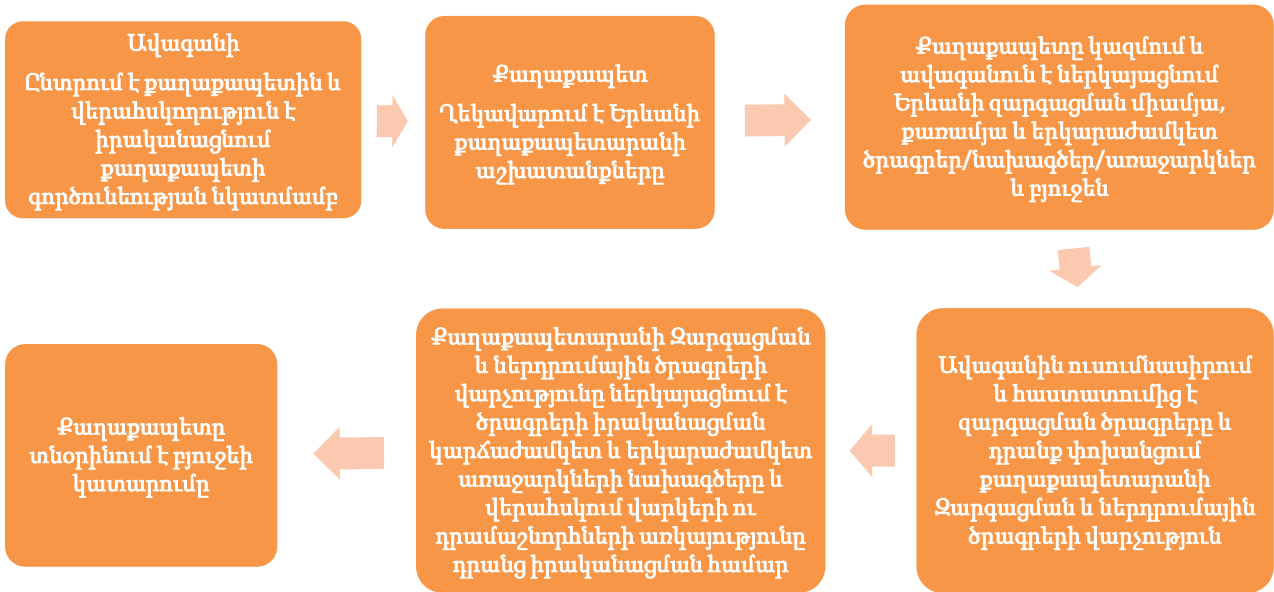 Ավագանի
Ընտրում է քաղաքապետին և
վերահսկողություն է
իրականացնում
քաղաքապետի
գործունեության նկատմամբ
Քաղաքապետ
Ղեկավարում է Երևանի
քաղաքապետարանի
աշխատանքները
Քաղաքապետը կազմում և
ավագանուն է ներկայացնում
Երևանի զարգացման միամյա,
քառամյա և երկարաժամկետ
ծրագրեր/նախագծեր/առաջարկներ
և բյուջեն
Ավագանին ուսումնասիրում
և հաստատումից է
զարգացման ծրագրերը և
դրանք փոխանցում
քաղաքապետարանի
Զարգացման և ներդրումային
ծրագրերի վարչություն
Քաղաքապետարանի Զարգացման
և ներդրումային ծրագրերի
վարչությունը ներկայացնում է
ծրագրերի իրականացման
կարճաժամկետ և երկարաժամկետ
առաջարկների նախագծերը և
վերահսկում վարկերի ու
դրամաշնորհների առկայությունը
դրանց իրականացման համար
Քաղաքապետը
տնօրինում է բյուջեի
կատարումը